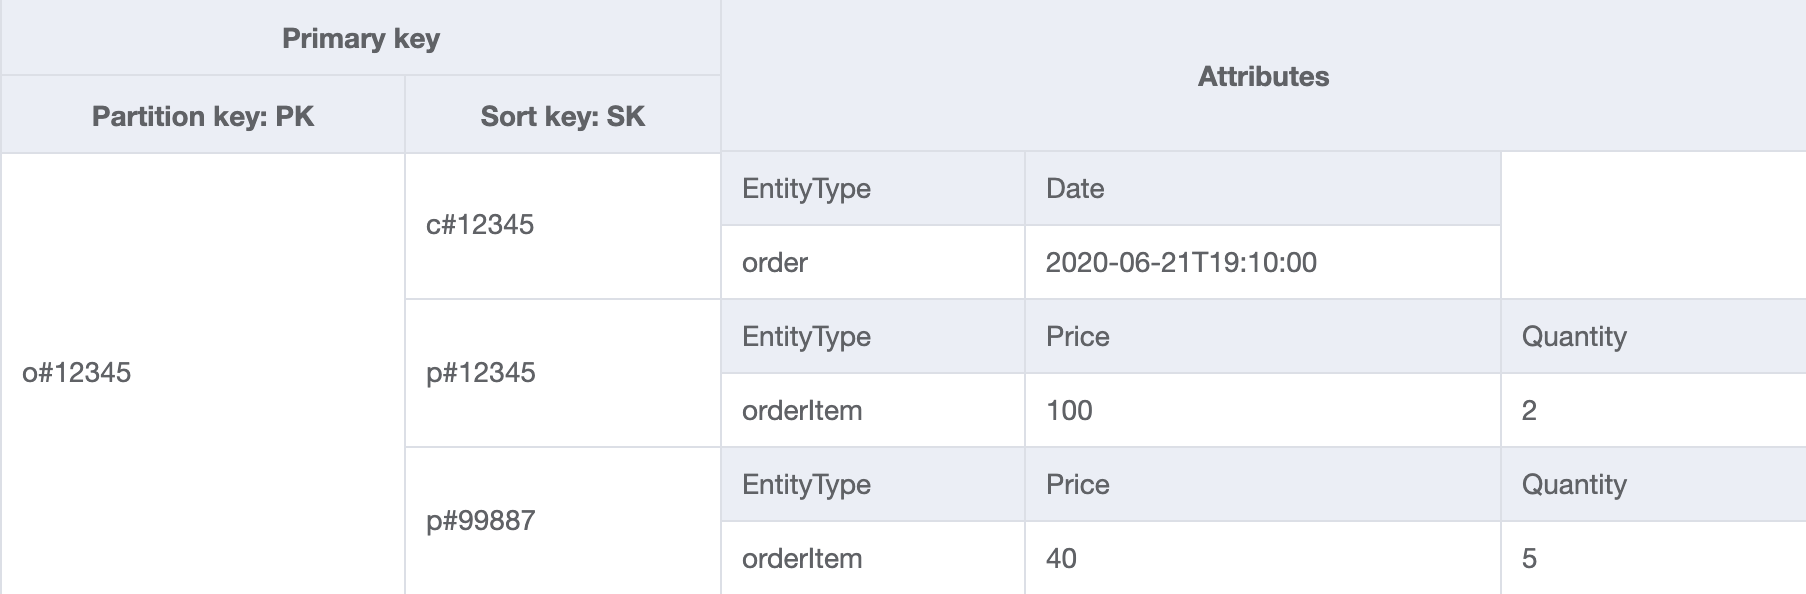 Primary key
Attributes
Partition key: PK
Sort key: SK
EntityType
Date
c#12345
order
2020-06-21T19:10:00
EntityType
Price
Quantity
o#12345
p#12345
orderItem
100
2
EntityType
Price
Quantity
p#99887
orderItem
40
5